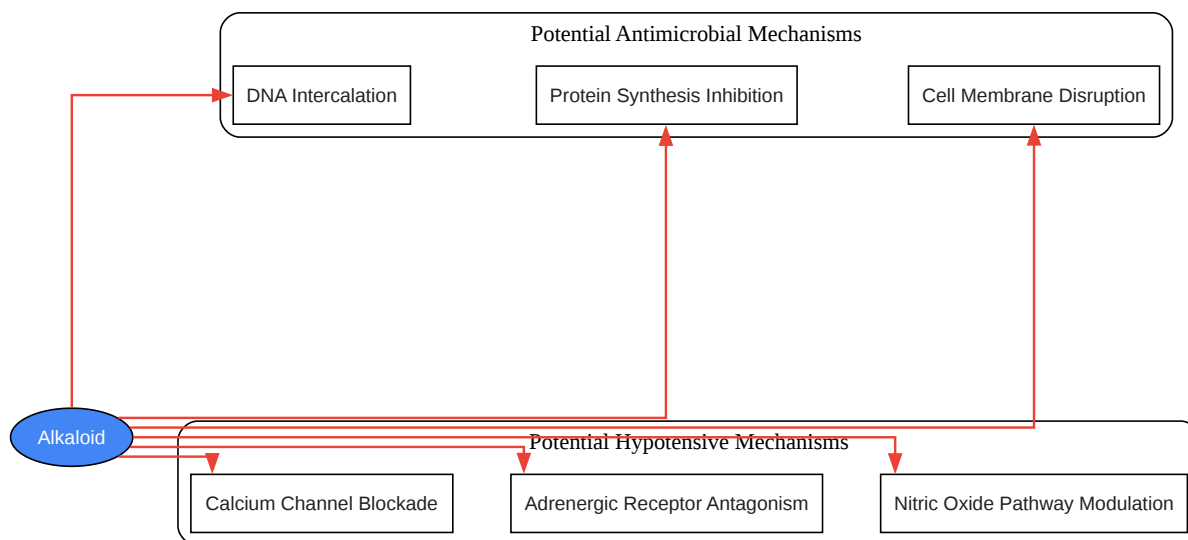 Potential Antimicrobial Mechanisms
DNA Intercalation
Protein Synthesis Inhibition
Cell Membrane Disruption
Alkaloid
Potential Hypotensive Mechanisms
Calcium Channel Blockade
Adrenergic Receptor Antagonism
Nitric Oxide Pathway Modulation